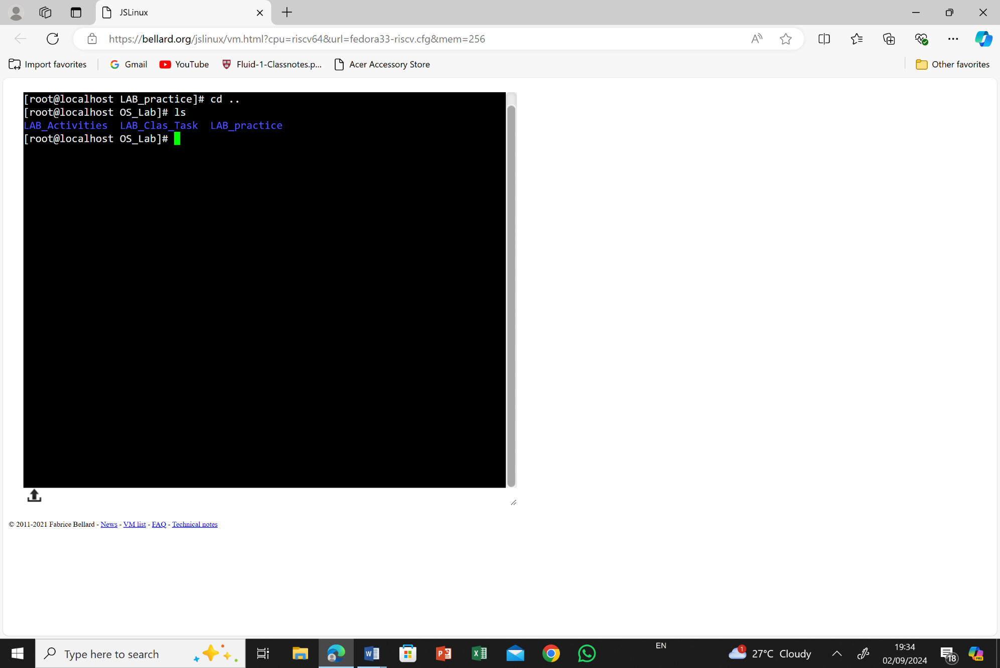 JSLinux
https://bellard.org/jslinux/vm.html?cpu=riscv64&url=fedora33-riscv.cfg&mem=256
Import favorites Gmail YouTube Fluid-1-Classnotes.p... Acer Accessory Store Other favorites
[root@localhost LAB_practice]# cd ..
[root@localhost OS_Lab]# ls
LAB_Activities LAB_Clas_Task LAB_practice
[root@localhost OS_Lab]#
© 2011-2021 Fabrice Bellard - News - VM list - FAQ - Technical notes
Type here to search
EN
1
27°C Cloudy
19:34
02/09/2024
18
PRE